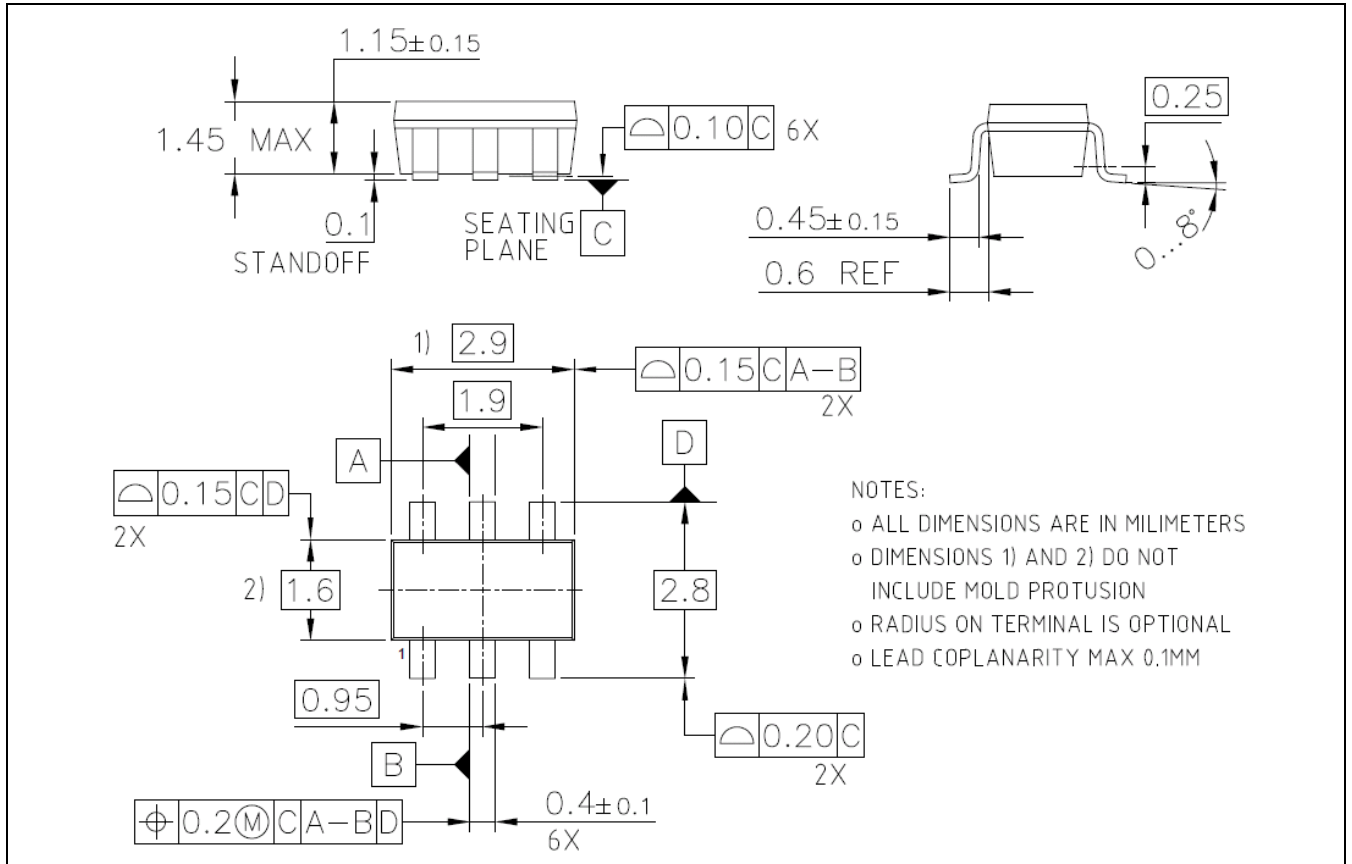 1.15±0.15
1.45 MAX
0.1
STANDOFF
SEATING
PLANE
C
0.10 C 6X
0.25
0.45±0.15
0.6 REF
0...8°
1) 2.9
0.15 C A-B
2X
1.9
A
D
0.15 C D
2X
2) 1.6
2.8
1
0.95
B
0.20 C
2X
0.2 Ⓜ C A-B D
0.4±0.1
6X
NOTES:
o ALL DIMENSIONS ARE IN MILIMETERS
o DIMENSIONS 1) AND 2) DO NOT
INCLUDE MOLD PROTUSION
o RADIUS ON TERMINAL IS OPTIONAL
o LEAD COPLANARITY MAX 0.1MM